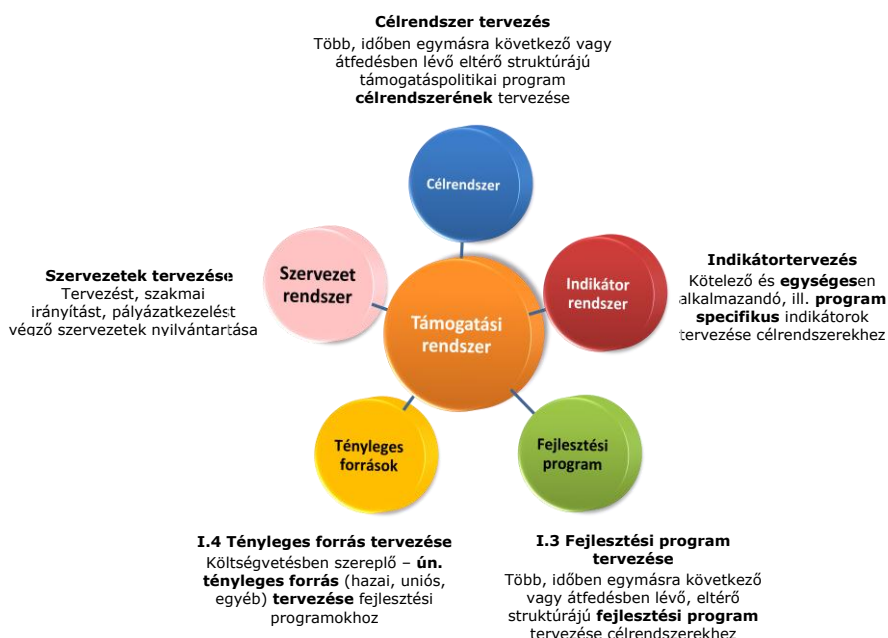 Célrendszer tervezés
Több, időben egymásra következő vagy
átfedésben lévő eltérő struktúrájú
támogatáspolitikai program
célrendszerének tervezése
Célrendszer
Szervezetek tervezése
Tervezést, szakmai
irányítást, pályázatkezelést
végző szervezetek nyilvántartása
Szervezet
rendszer
Támogatási
rendszer
Indikátor
rendszer
Indikátortervezés
Kötelező és egységesen
alkalmazandó, ill. program
specifikus indikátorok
tervezése célrendszerekhez
Tényleges
források
Fejlesztési
program
I.4 Tényleges forrás tervezése
Költségvetésben szereplő – ún.
tényleges forrás (hazai, uniós,
egyéb) tervezése fejlesztési
programokhoz
I.3 Fejlesztési program
tervezése
Több, időben egymásra következő
vagy átfedésben lévő, eltérő
struktúrájú fejlesztési program
tervezése célrendszerekhez